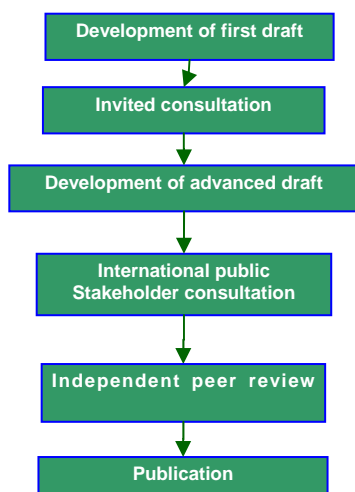 Development of first draft
Invited consultation
Development of advanced draft
International public
Stakeholder consultation
Independent peer review
Publication